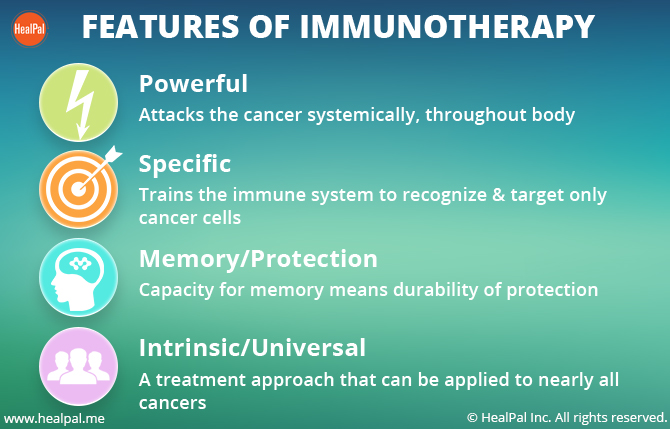 HealPal
FEATURES OF IMMUNOTHERAPY
Powerful
Attacks the cancer systemically, throughout body
Specific
Trains the immune system to recognize & target only
cancer cells
Memory/Protection
Capacity for memory means durability of protection
Intrinsic/Universal
A treatment approach that can be applied to nearly all
cancers
www.healpal.me
© HealPal Inc. All rights reserved.